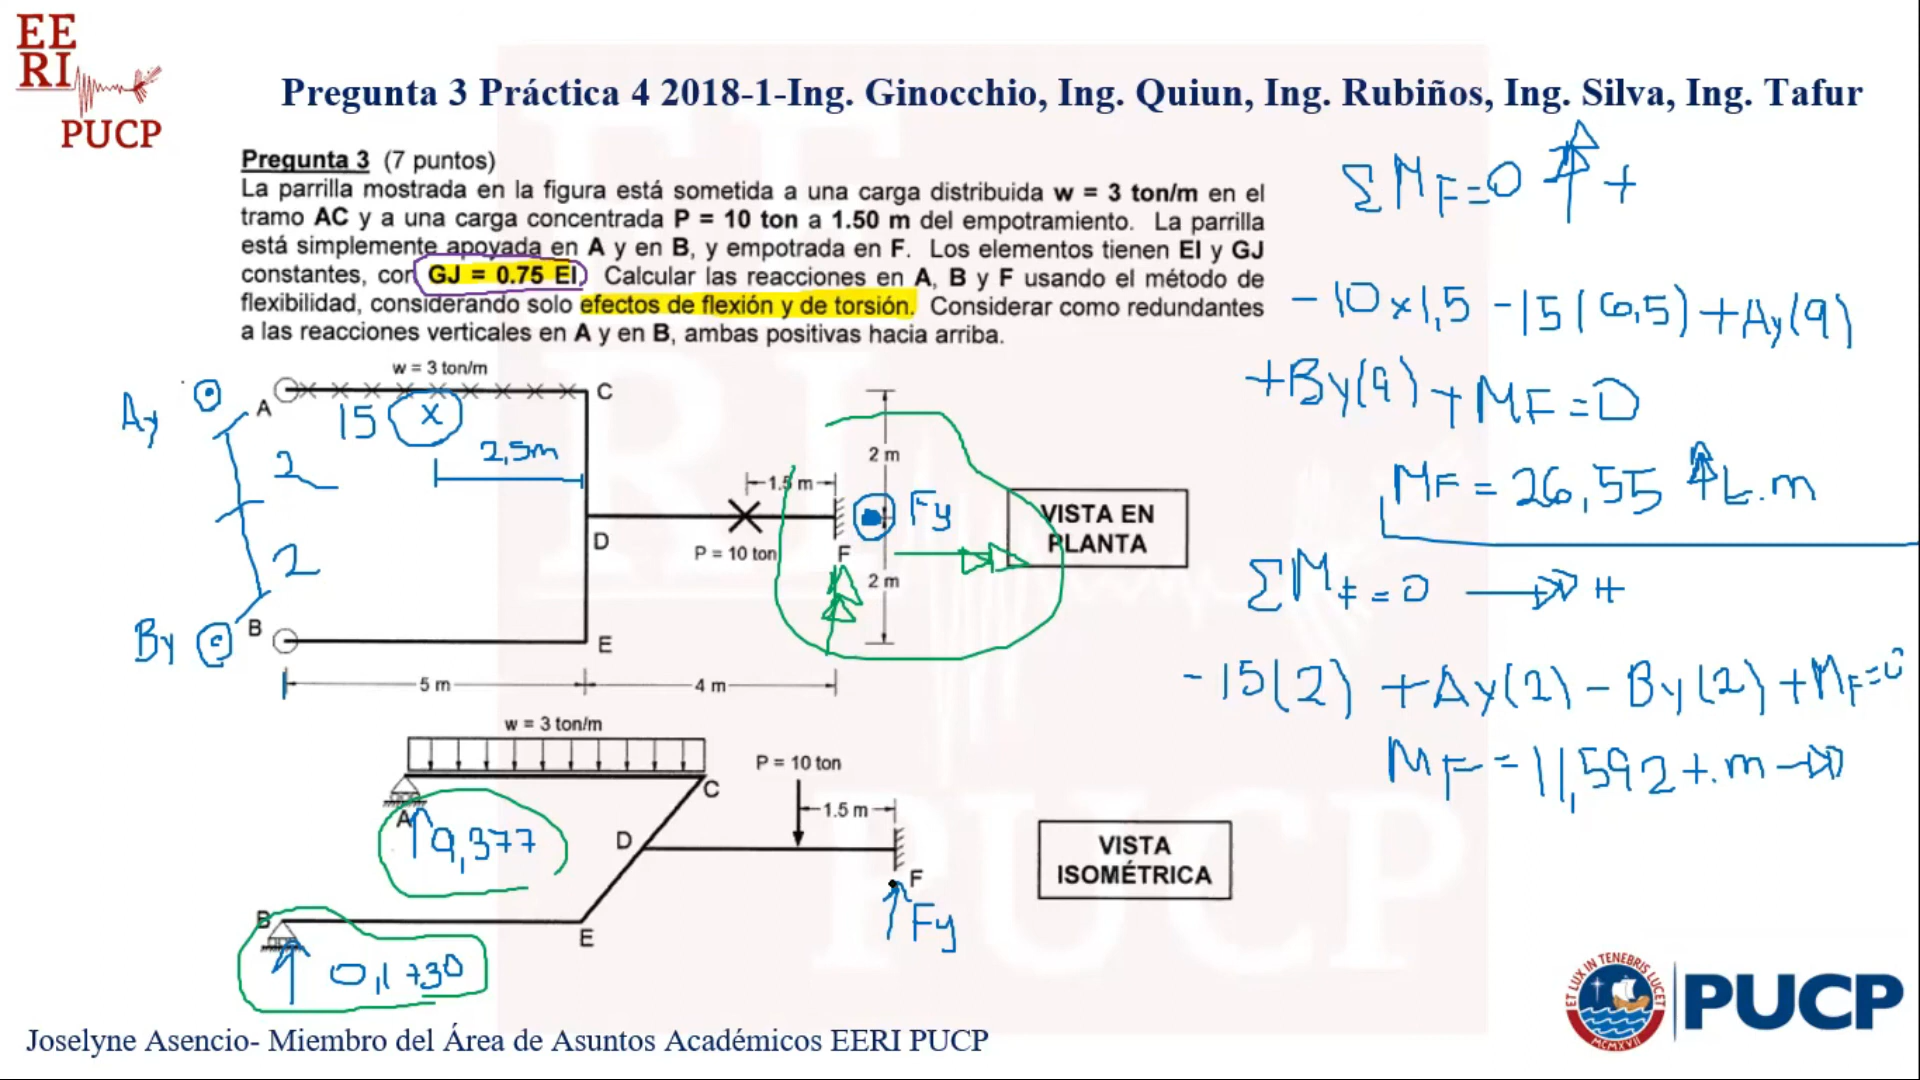 EE
RI
PUCP
Pregunta 3 Práctica 4 2018-1-Ing. Ginocchio, Ing. Quiun, Ing. Rubiños, Ing. Silva, Ing. Tafur
Pregunta 3 (7 puntos)
La parrilla mostrada en la figura está sometida a una carga distribuida w = 3 ton/m en el
tramo AC y a una carga concentrada P = 10 ton a 1.50 m del empotramiento. La parrilla
está simplemente apoyada en A y en B, y empotrada en F. Los elementos tienen EI y GJ
constantes, con GJ = 0.75 EI. Calcular las reacciones en A, B y F usando el método de
flexibilidad, considerando solo efectos de flexión y de torsión. Considerar como redundantes
a las reacciones verticales en A y en B, ambas positivas hacia arriba.
w = 3 ton/m
Ay
A
C
15
x
2,5m
2
2
2 m
1.5 m
Fy
D
P = 10 ton
F
2 m
VISTA EN
PLANTA
By
B
E
5 m
4 m
w = 3 ton/m
P = 10 ton
C
1.5 m
A
9,377
D
F
Fy
B
E
0,1730
VISTA
ISOMÉTRICA
ΣMF=0 +
-10x1,5 -15(6,5)+Ay(9)
+By(9)+MF=0
MF = 26,55 t.m
ΣMF=0 +
-15(2) +Ay(2) - By(2) +MF=0
MF = 11,592 t.m
ET LUX IN TENEBRIS LUCET
MCMXVII
PUCP
Joselyne Asencio- Miembro del Área de Asuntos Académicos EERI PUCP